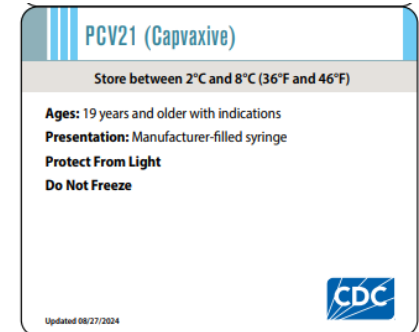 PCV21 (Capvaxive)
Store between 2°C and 8°C (36°F and 46°F)
Ages: 19 years and older with indications
Presentation: Manufacturer-filled syringe
Protect From Light
Do Not Freeze
CDC
Updated 08/27/2024